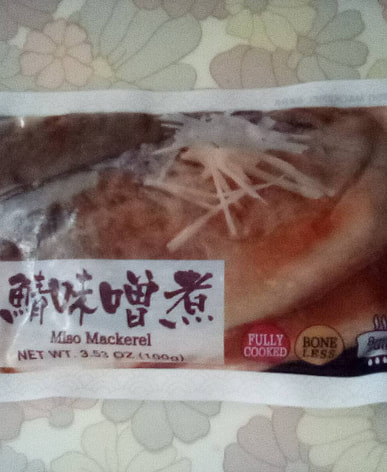 鯖味噌煮
Miso Mackerel
NET WT. 3.53 OZ (100g)
FULLY
COOKED
BONE
LESS